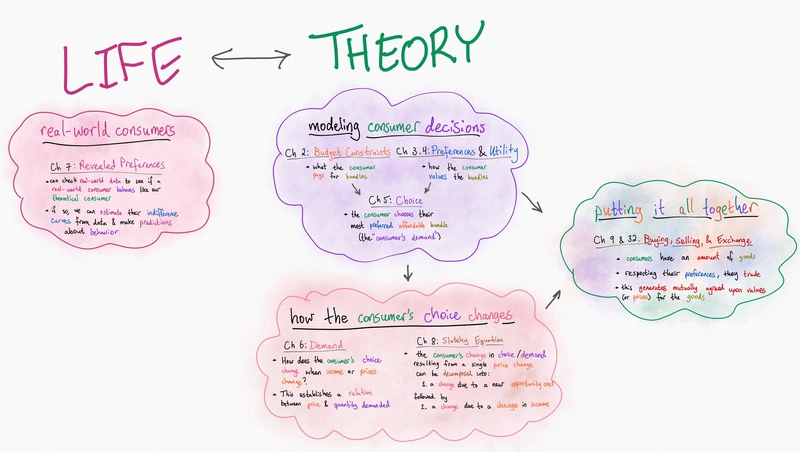 LIFE
THEORY
real-world consumers
Ch 7: Revealed Preferences
• can check real-world data to see if a
real-world consumer behaves like our
theoretical consumer
• if so, we can estimate their indifference
curves from data & make predictions
about behavior
modeling consumer decisions
Ch 2: Budget Constraints
• what the consumer
pays for bundles
Ch 3, 4: Preferences & Utility
• how the consumer
values the bundles
Ch 5: Choice
• the consumer chooses their
most preferred affordable bundle
(the "consumer's demand")
how the consumer's choice changes
Ch 6: Demand
• How does the consumer's choice
change when income or prices
change?
• This establishes a relation
between price & quantity demanded
Ch 8: Slutsky Equation
• the consumer's change in choice/demand
resulting from a single price change
can be decomposed into:
1. a change due to a new opportunity cost
followed by
1. a change due to a change in income
putting it all together
Ch 9 & 32: Buying, Selling, & Exchange
• consumers have an amount of goods
• respecting their preferences, they trade
• this generates mutually agreed upon values
(or prices) for the goods